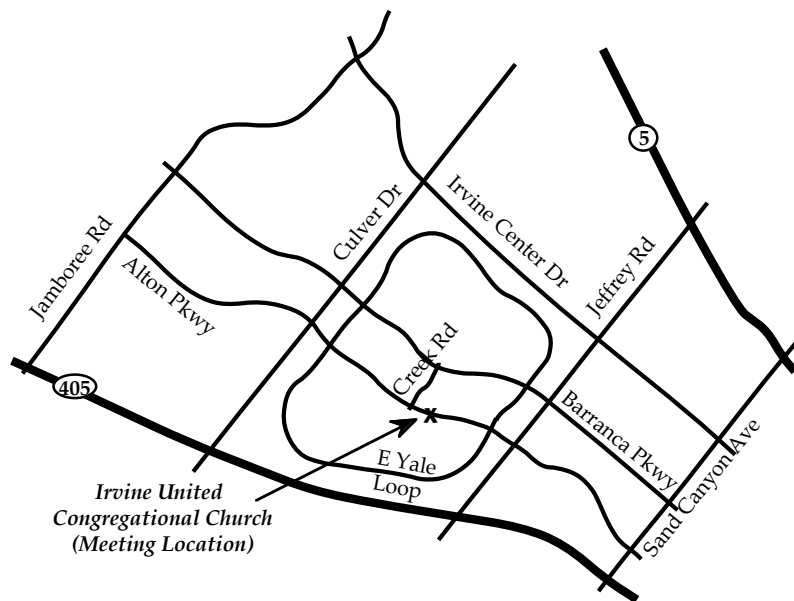 5
Irvine Center Dr
Culver Dr
Jeffrey Rd
Jamboree Rd
Alton Pkwy
Creek Rd
405
Barranca Pkwy
Sand Canyon Ave
x
E Yale
Loop
Irvine United
Congregational Church
(Meeting Location)